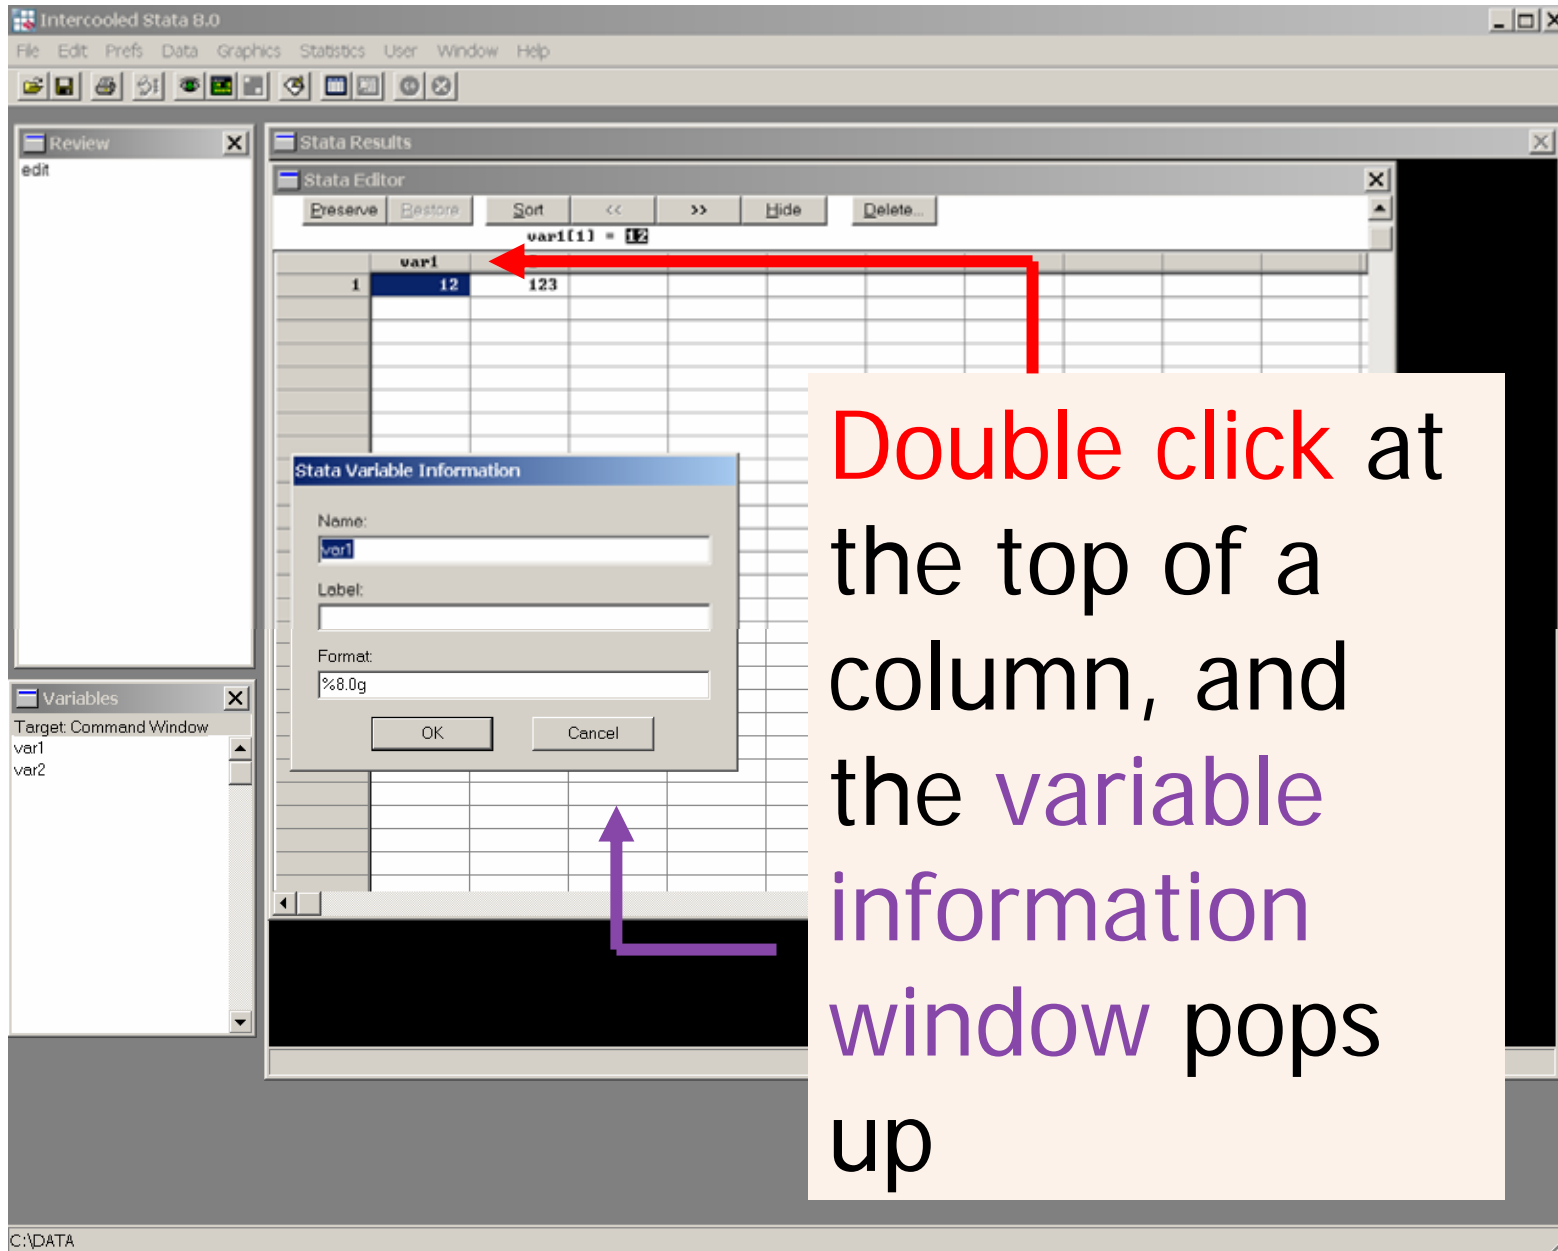 Intercooled Stata 8.0
File Edit Prefs Data Graphics Statistics User Window Help
Review
edit
Stata Results
Stata Editor
Preserve Restore Sort << >> Hide Delete...
var1[1] = 12
var1
1 12 123
Stata Variable Information
Name:
var1
Label:
Format:
%8.0g
OK Cancel
Variables
Target: Command Window
var1
var2
Double click at
the top of a
column, and
the variable
information
window pops
up
C:\DATA